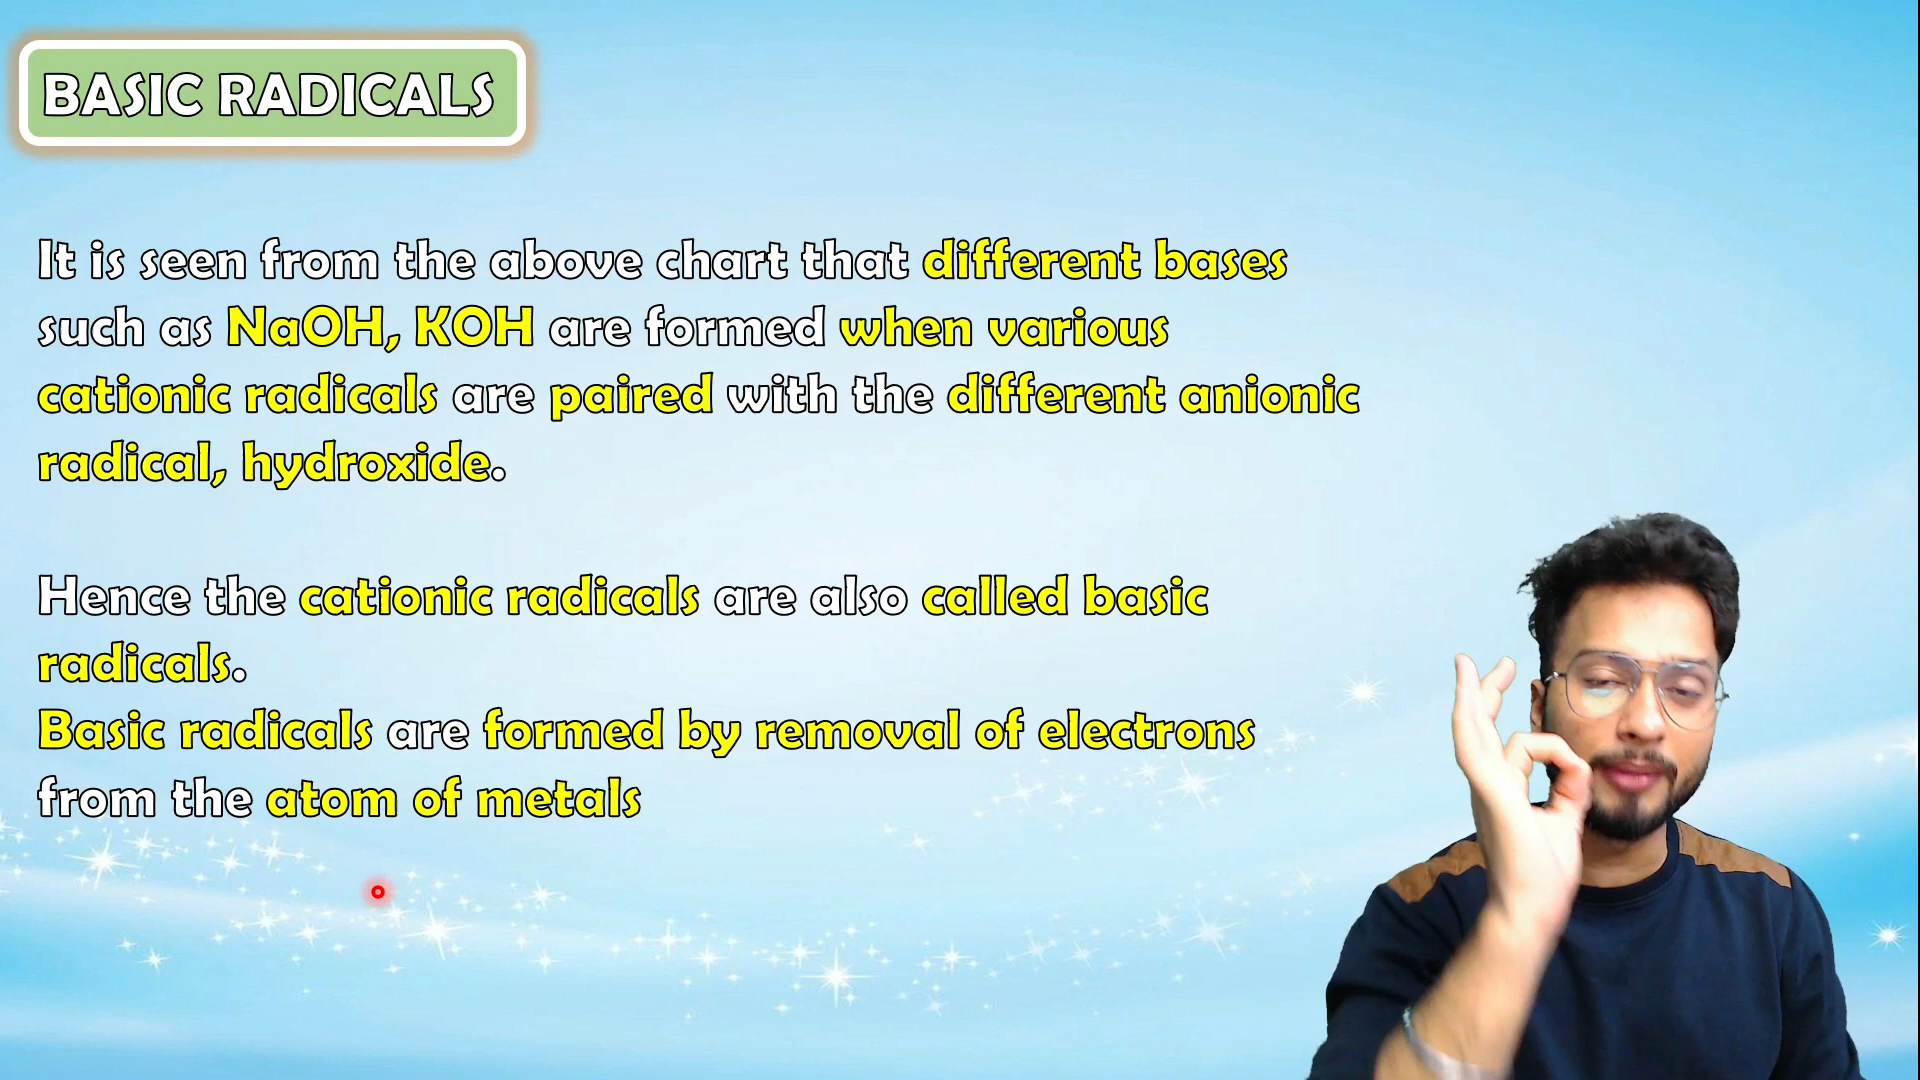 BASIC RADICALS
It is seen from the above chart that different bases
such as NaOH, KOH are formed when various
cationic radicals are paired with the different anionic
radical, hydroxide.
Hence the cationic radicals are also called basic
radicals.
Basic radicals are formed by removal of electrons
from the atom of metals